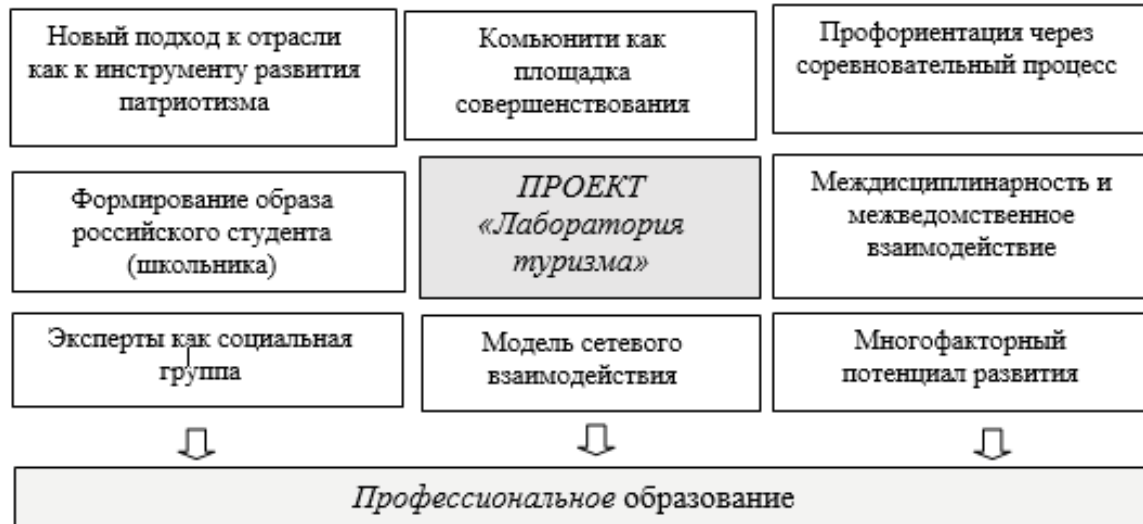 Новый подход к отрасли
как к инструменту развития
патриотизма
Комьюнити как
площадка
совершенствования
Профориентация через
соревновательный процесс
Формирование образа
российского студента
(школьника)
ПРОЕКТ
«Лаборатория
туризма»
Междисциплинарность и
межведомственное
взаимодействие
Эксперты как социальная
группа
Модель сетевого
взаимодействия
Многофакторный
потенциал развития
Профессиональное образование